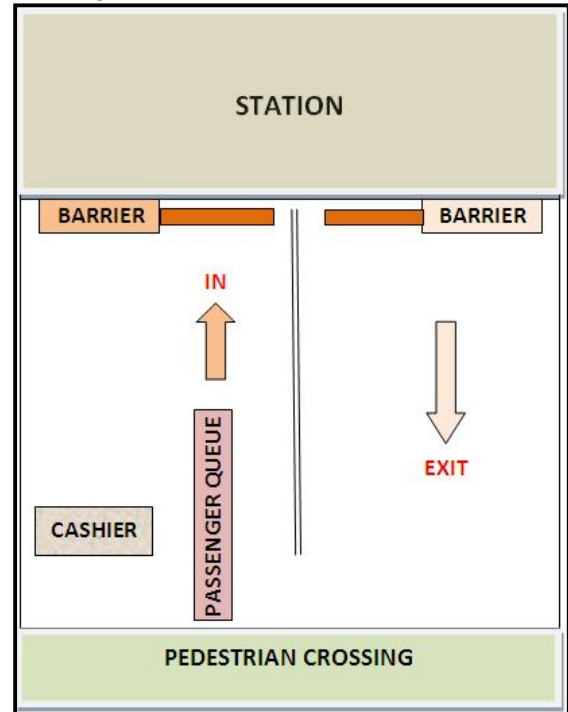 STATION
BARRIER
BARRIER
IN
EXIT
PASSENGER QUEUE
CASHIER
PEDESTRIAN CROSSING